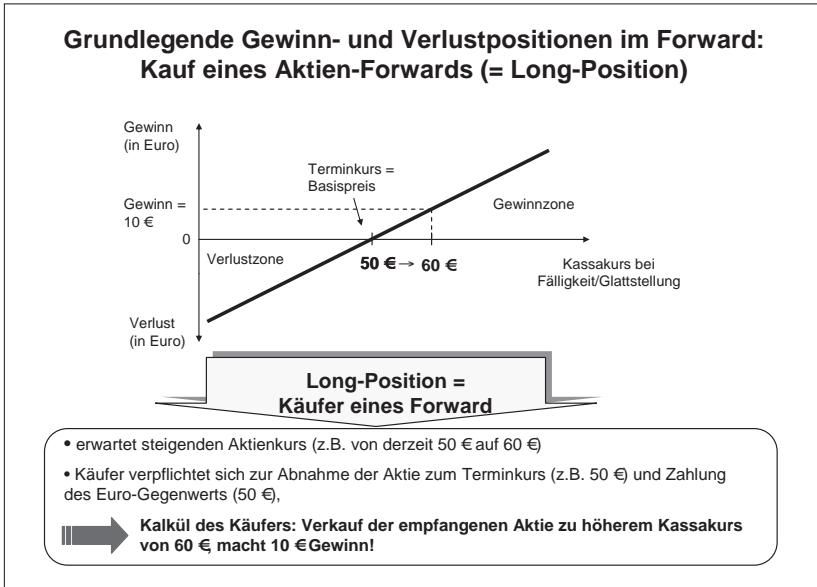 Grundlegende Gewinn- und Verlustpositionen im Forward:
Kauf eines Aktien-Forwards (= Long-Position)
Gewinn
(in Euro)
Terminkurs =
Basispreis
Gewinn =
10 €
Gewinnzone
0
Verlustzone
50 € → 60 €
Kassakurs bei
Fälligkeit/Glattstellung
Verlust
(in Euro)
Long-Position =
Käufer eines Forward
• erwartet steigenden Aktienkurs (z.B. von derzeit 50 € auf 60 €)
• Käufer verpflichtet sich zur Abnahme der Aktie zum Terminkurs (z.B. 50 €) und Zahlung
des Euro-Gegenwerts (50 €),
Kalkül des Käufers: Verkauf der empfangenen Aktie zu höherem Kassakurs
von 60 €, macht 10 € Gewinn!